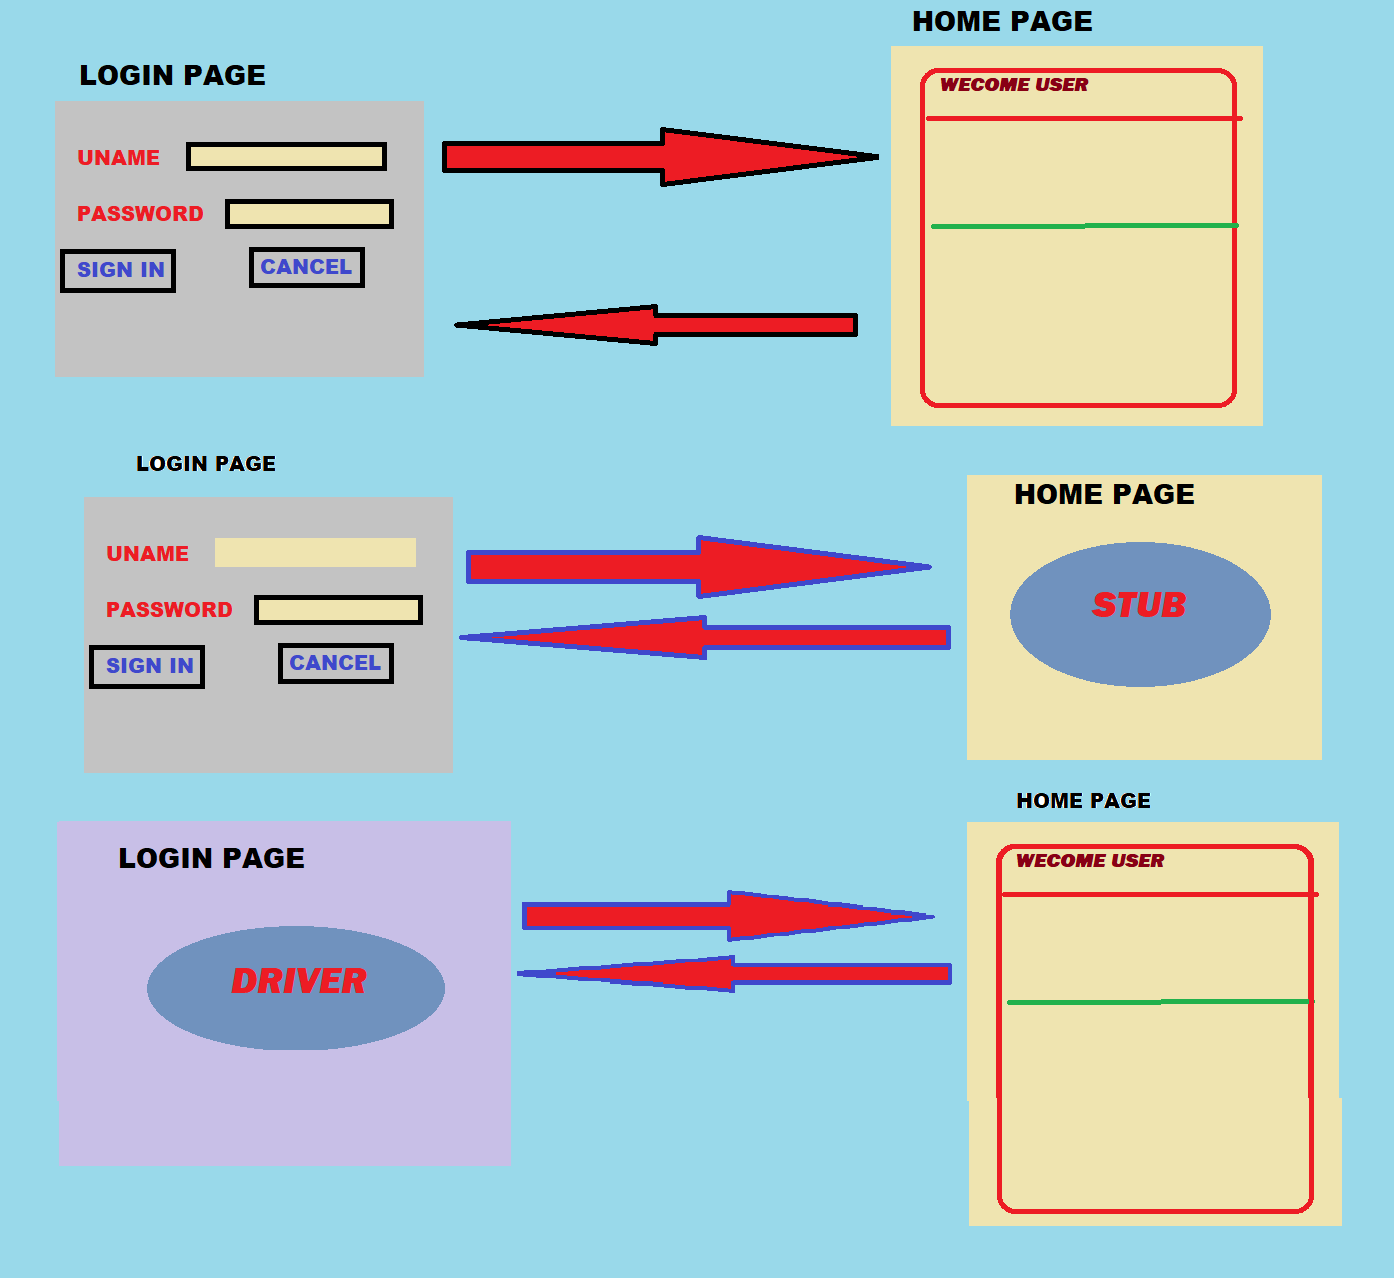 HOME PAGE
LOGIN PAGE
WECOME USER
UNAME
PASSWORD
SIGN IN
CANCEL
LOGIN PAGE
HOME PAGE
UNAME
PASSWORD
SIGN IN
CANCEL
STUB
HOME PAGE
LOGIN PAGE
WECOME USER
DRIVER